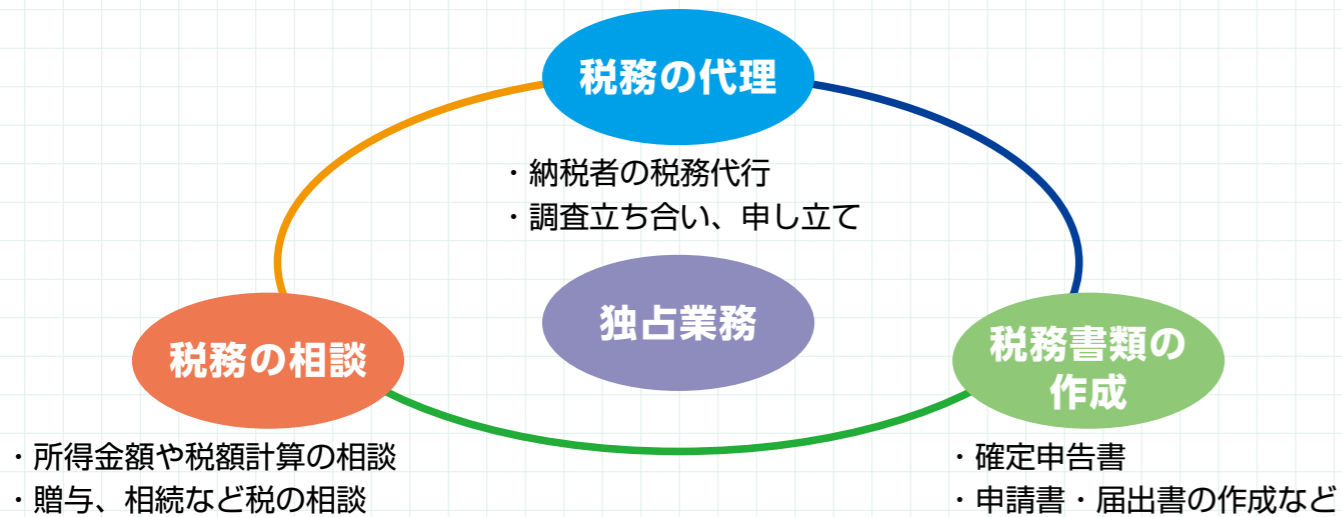 税務の代理
・納税者の税務代行
・調査立ち合い、申し立て
独占業務
税務の相談
・所得金額や税額計算の相談
・贈与、相続など税の相談
税務書類の
作成
・確定申告書
・申請書・届出書の作成など